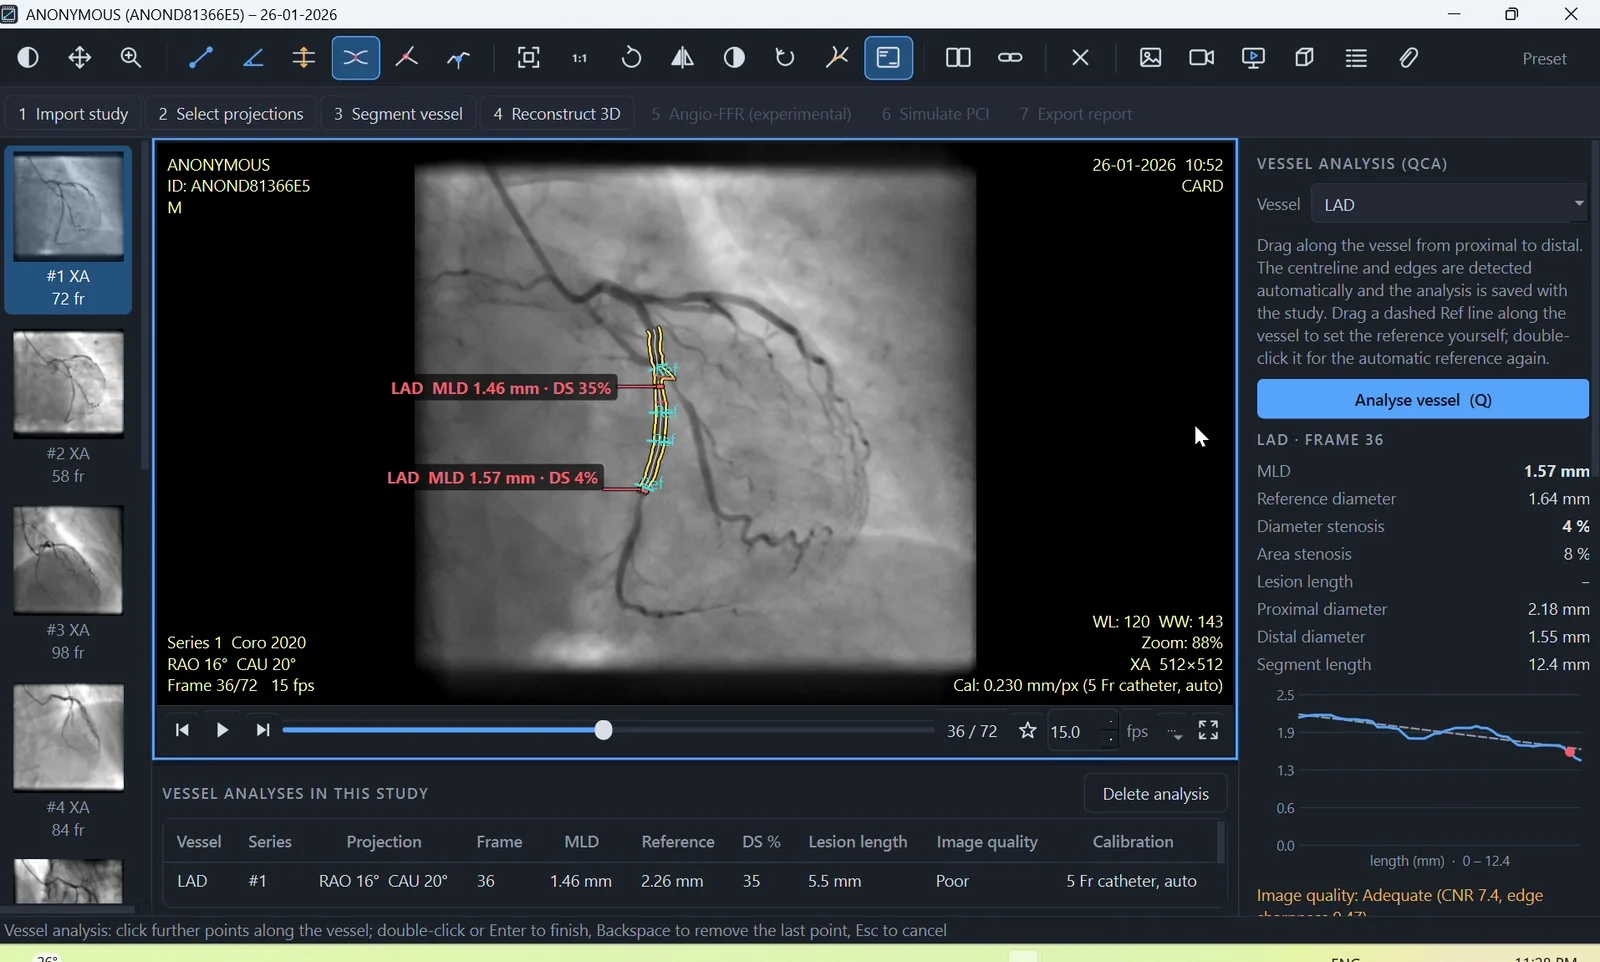 ANONYMOUS (ANOND81366E5) – 26-01-2026
1:1
Preset
1 Import study
2 Select projections
3 Segment vessel
4 Reconstruct 3D
5 Angio-FFR (experimental)
6 Simulate PCI
7 Export report
#1 XA
72 fr
#2 XA
58 fr
#3 XA
98 fr
#4 XA
84 fr
ANONYMOUS
ID: ANOND81366E5
M
26-01-2026 10:52
CARD
LAD MLD 1.46 mm · DS 35%
LAD MLD 1.57 mm · DS 4%
Ref
Ref
Ref
Ref
Series 1 Coro 2020
RAO 16° CAU 20°
Frame 36/72 15 fps
WL: 120 WW: 143
Zoom: 88%
XA 512×512
Cal: 0.230 mm/px (5 Fr catheter, auto)
36 / 72
15.0
fps
VESSEL ANALYSES IN THIS STUDY
Delete analysis
Vessel Series Projection Frame MLD Reference DS % Lesion length Image quality Calibration
LAD #1 RAO 16° CAU 20° 36 1.46 mm 2.26 mm 35 5.5 mm Poor 5 Fr catheter, auto
VESSEL ANALYSIS (QCA)
Vessel LAD
Drag along the vessel from proximal to distal.
The centreline and edges are detected
automatically and the analysis is saved with
the study. Drag a dashed Ref line along the
vessel to set the reference yourself; double-
click it for the automatic reference again.
Analyse vessel (Q)
LAD · FRAME 36
MLD 1.57 mm
Reference diameter 1.64 mm
Diameter stenosis 4 %
Area stenosis 8 %
Lesion length –
Proximal diameter 2.18 mm
Distal diameter 1.55 mm
Segment length 12.4 mm
2.5
1.9
1.3
0.6
0.0
length (mm) · 0 – 12.4
Image quality: Adequate (CNR 7.4, edge
Vessel analysis: click further points along the vessel; double-click or Enter to finish, Backspace to remove the last point, Esc to cancel